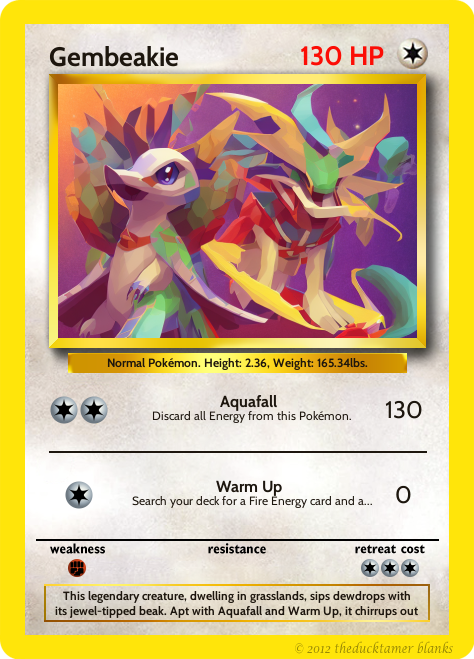 Gembeakie 130 HP
Normal Pokémon. Height: 2.36, Weight: 165.34lbs.
Aquafall 130
Discard all Energy from this Pokémon.
Warm Up 0
Search your deck for a Fire Energy card and a...
weakness resistance retreat cost
This legendary creature, dwelling in grasslands, sips dewdrops with
its jewel-tipped beak. Apt with Aquafall and Warm Up, it chirrups out
© 2012 theducktamer blanks